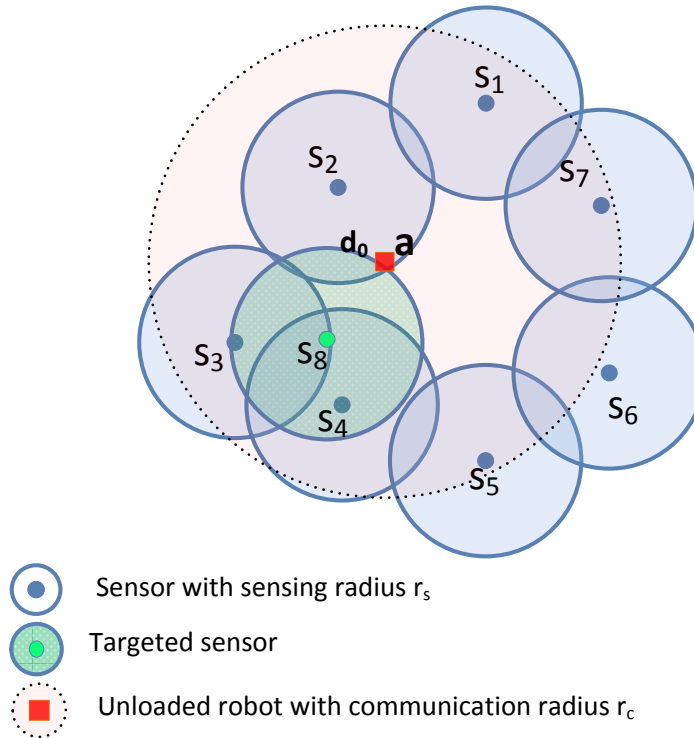 S₁
S₂
S₇
d₀ a
S₃
S₈
S₄
S₆
S₅
Sensor with sensing radius rₛ
Targeted sensor
Unloaded robot with communication radius r_c